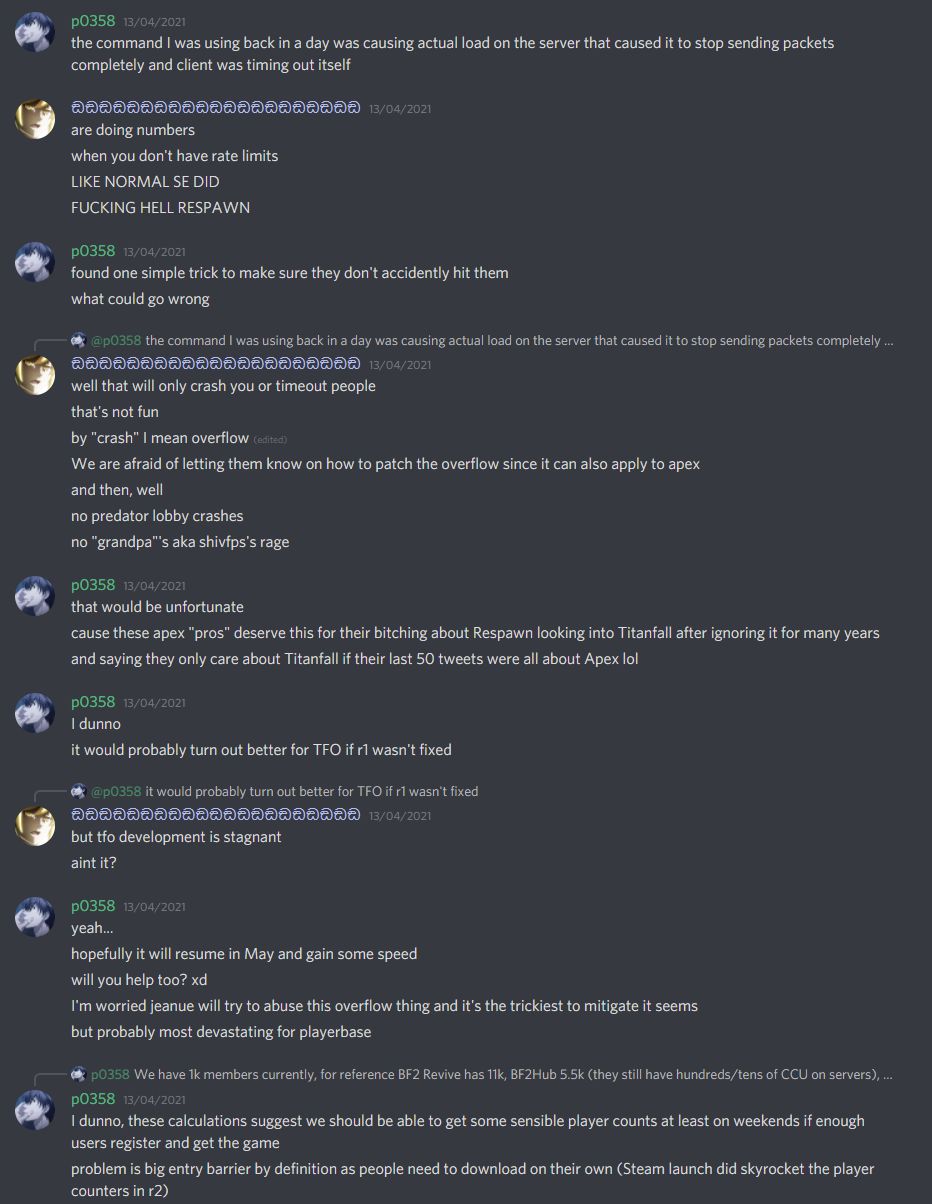 p0358 13/04/2021
the command I was using back in a day was causing actual load on the server that caused it to stop sending packets
completely and client was timing out itself
ඞඞඞඞඞඞඞඞඞඞඞඞඞඞඞඞඞඞඞඞඞ 13/04/2021
are doing numbers
when you don't have rate limits
LIKE NORMAL SE DID
FUCKING HELL RESPAWN
p0358 13/04/2021
found one simple trick to make sure they don't accidently hit them
what could go wrong
@p0358 the command I was using back in a day was causing actual load on the server that caused it to stop sending packets completely ...
ඞඞඞඞඞඞඞඞඞඞඞඞඞඞඞඞඞඞඞඞඞ 13/04/2021
well that will only crash you or timeout people
that's not fun
by "crash" I mean overflow (edited)
We are afraid of letting them know on how to patch the overflow since it can also apply to apex
and then, well
no predator lobby crashes
no "grandpa"'s aka shivfps's rage
p0358 13/04/2021
that would be unfortunate
cause these apex "pros" deserve this for their bitching about Respawn looking into Titanfall after ignoring it for many years
and saying they only care about Titanfall if their last 50 tweets were all about Apex lol
p0358 13/04/2021
I dunno
it would probably turn out better for TFO if r1 wasn't fixed
@p0358 it would probably turn out better for TFO if r1 wasn't fixed
ඞඞඞඞඞඞඞඞඞඞඞඞඞඞඞඞඞඞඞඞඞ 13/04/2021
but tfo development is stagnant
aint it?
p0358 13/04/2021
yeah...
hopefully it will resume in May and gain some speed
will you help too? xd
I'm worried jeanue will try to abuse this overflow thing and it's the trickiest to mitigate it seems
but probably most devastating for playerbase
p0358 We have 1k members currently, for reference BF2 Revive has 11k, BF2Hub 5.5k (they still have hundreds/tens of CCU on servers), ...
p0358 13/04/2021
I dunno, these calculations suggest we should be able to get some sensible player counts at least on weekends if enough
users register and get the game
problem is big entry barrier by definition as people need to download on their own (Steam launch did skyrocket the player
counters in r2)